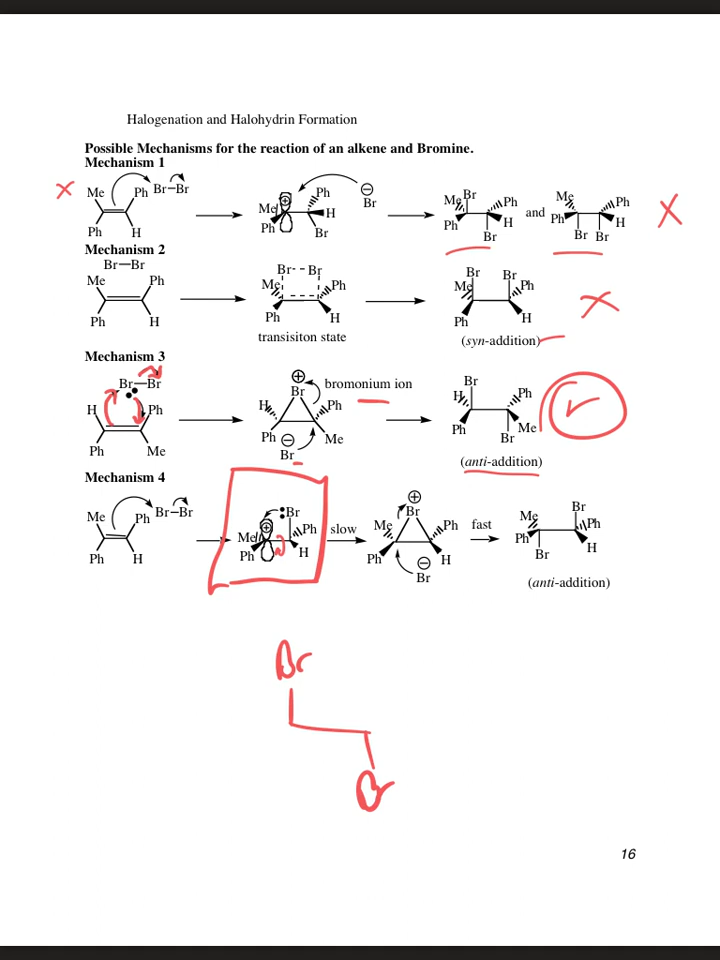 Halogenation and Halohydrin Formation
Possible Mechanisms for the reaction of an alkene and Bromine.
Mechanism 1
Me Ph Br—Br Ph H
⊕ Me Ph Ph H Br ⊖ Br
Me Br Ph Ph H Br and Me Ph Ph H Br Br
Mechanism 2
Br—Br
Me Ph Ph H
Br--Br Me Ph Ph H
transisiton state
Br Br Me Ph Ph H
(syn-addition)
Mechanism 3
Br—Br
H Ph Ph Me
⊕ Br bromonium ion
H Ph Ph Me ⊖ Br
Br H Ph Ph Me Br
(anti-addition)
Mechanism 4
Me Ph Br—Br Ph H
⊕ :Br Me Ph Ph H
slow
⊕ Br Me Ph Ph H ⊖ Br
fast
Br Me Ph Ph H Br
(anti-addition)
Br
Br
16